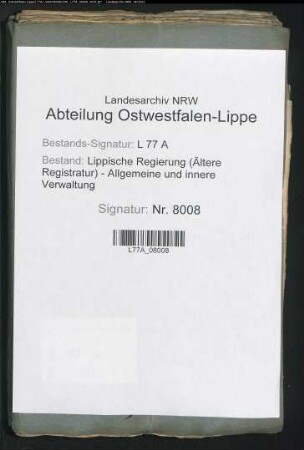 Landesarchiv NRW
Abteilung Ostwestfalen-Lippe
Bestands-Signatur: L 77 A
Bestand: Lippische Regierung (Ältere
Registratur) - Allgemeine und innere
Verwaltung
Signatur: Nr. 8008
L77A_08008